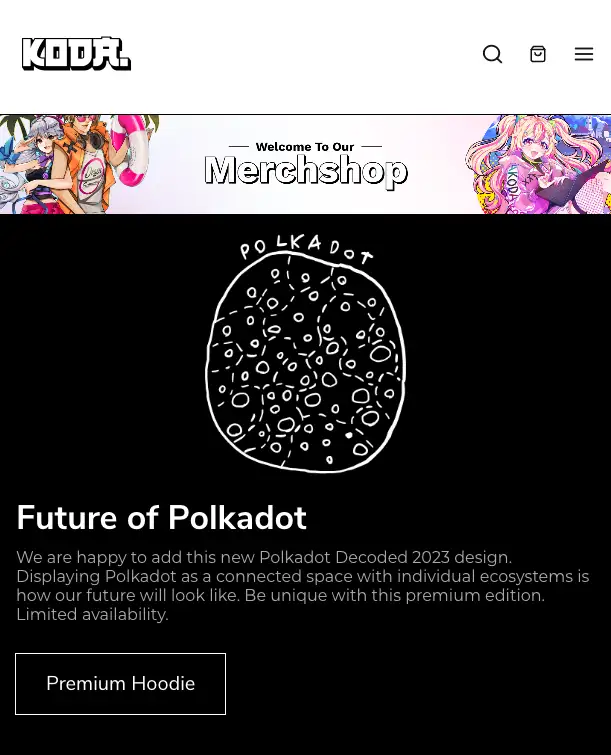 KODA.
Welcome To Our
Merchshop
KODA
POLKADOT
Future of Polkadot
We are happy to add this new Polkadot Decoded 2023 design.
Displaying Polkadot as a connected space with individual ecosystems is
how our future will look like. Be unique with this premium edition.
Limited availability.
Premium Hoodie